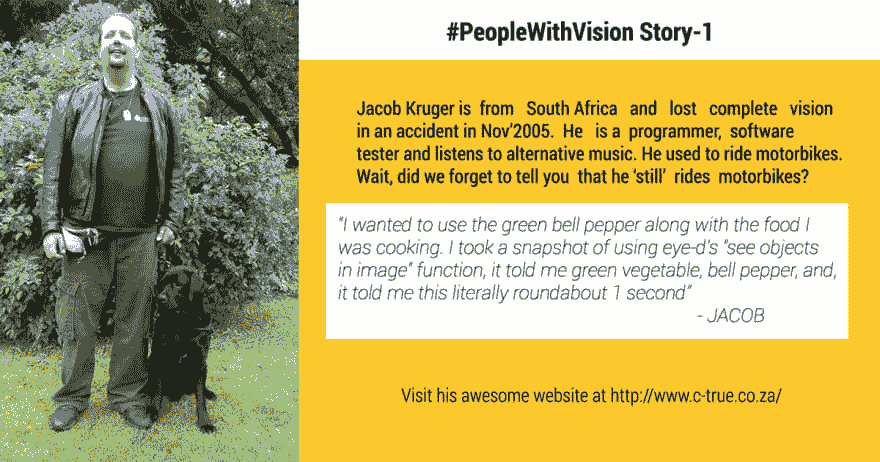 #PeopleWithVision Story-1
Jacob Kruger is from South Africa and lost complete vision
in an accident in Nov'2005. He is a programmer, software
tester and listens to alternative music. He used to ride motorbikes.
Wait, did we forget to tell you that he 'still' rides motorbikes?
"I wanted to use the green bell pepper along with the food I
was cooking. I took a snapshot of using eye-d's "see objects
in image" function, it told me green vegetable, bell pepper, and,
it told me this literally roundabout 1 second"
- JACOB
Visit his awesome website at http://www.c-true.co.za/